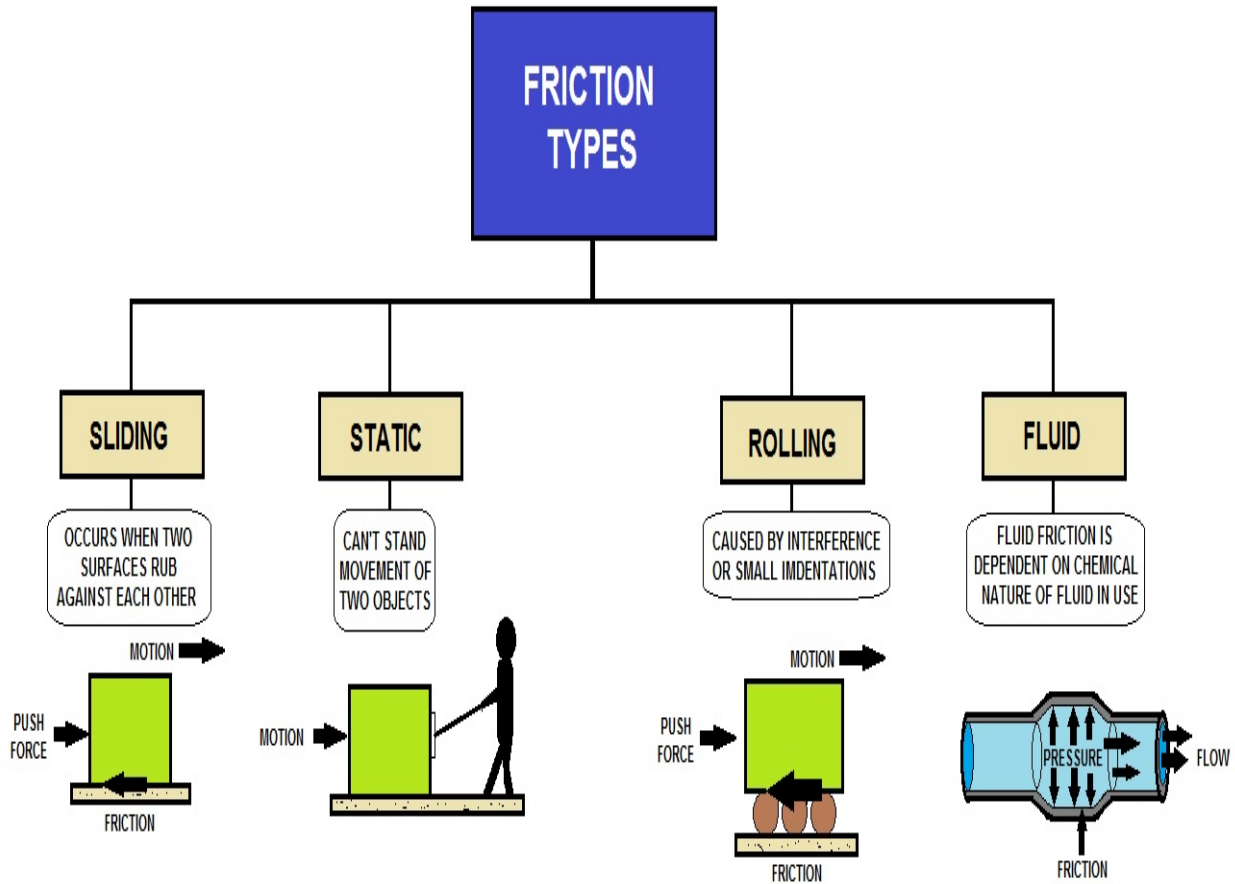 FRICTION
TYPES
SLIDING
STATIC
ROLLING
FLUID
OCCURS WHEN TWO
SURFACES RUB
AGAINST EACH OTHER
CAN'T STAND
MOVEMENT OF
TWO OBJECTS
CAUSED BY INTERFERENCE
OR SMALL IMDENTATIONS
FLUID FRICTION IS
DEPENDENT ON CHEMICAL
NATURE OF FLUID IN USE
MOTION
PUSH
FORCE
FRICTION
MOTION
MOTION
PUSH
FORCE
FRICTION
PRESSURE
FLOW
FRICTION